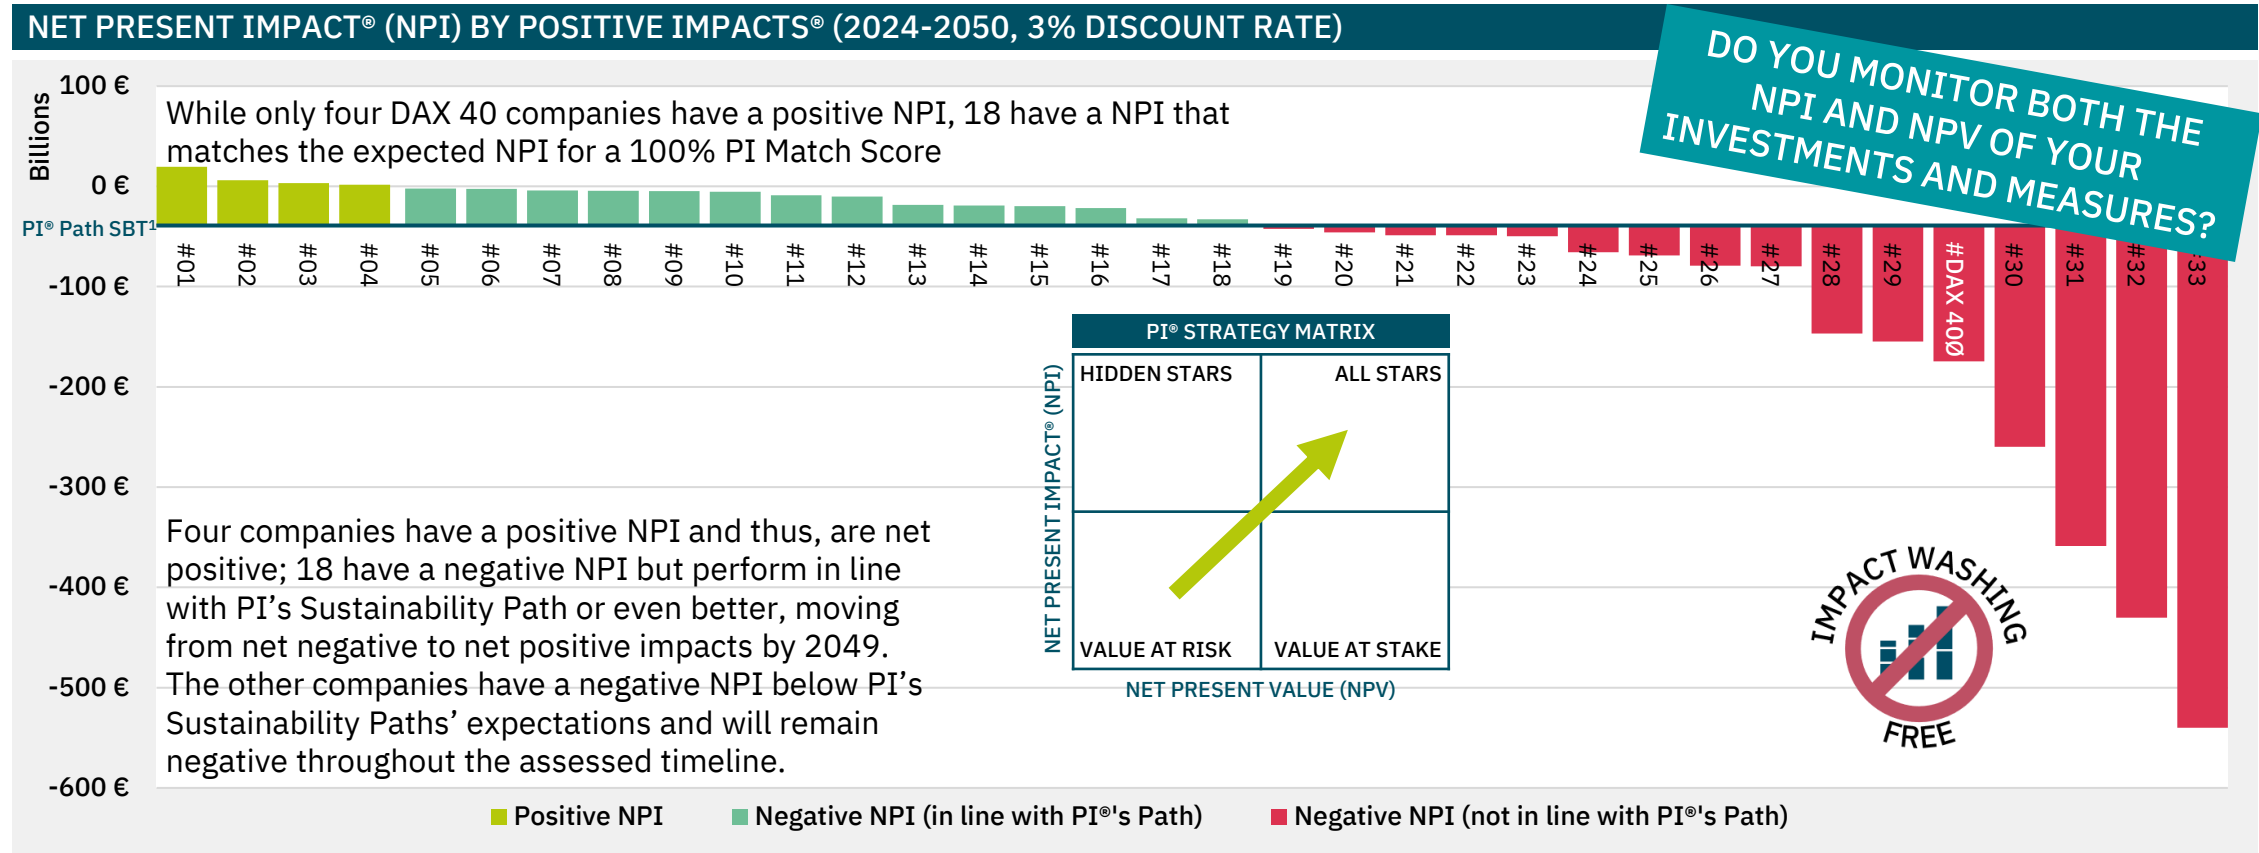 NET PRESENT IMPACT® (NPI) BY POSITIVE IMPACTS® (2024-2050, 3% DISCOUNT RATE)
DO YOU MONITOR BOTH THE
NPI AND NPV OF YOUR
INVESTMENTS AND MEASURES?
Billions
100 €
0 €
PI® Path SBT¹
-100 €
-200 €
-300 €
-400 €
-500 €
-600 €
While only four DAX 40 companies have a positive NPI, 18 have a NPI that
matches the expected NPI for a 100% PI Match Score
#01
#02
#03
#04
#05
#06
#07
#08
#09
#10
#11
#12
#13
#14
#15
#16
#17
#18
#19
#20
#21
#22
#23
#24
#25
#26
#27
#28
#29
#DAX 40Ø
#30
#31
#32
#33
PI® STRATEGY MATRIX
HIDDEN STARS
ALL STARS
VALUE AT RISK
VALUE AT STAKE
NET PRESENT IMPACT® (NPI)
NET PRESENT VALUE (NPV)
Four companies have a positive NPI and thus, are net
positive; 18 have a negative NPI but perform in line
with PI’s Sustainability Path or even better, moving
from net negative to net positive impacts by 2049.
The other companies have a negative NPI below PI’s
Sustainability Paths’ expectations and will remain
negative throughout the assessed timeline.
IMPACT WASHING
FREE
Positive NPI
Negative NPI (in line with PI®'s Path)
Negative NPI (not in line with PI®'s Path)